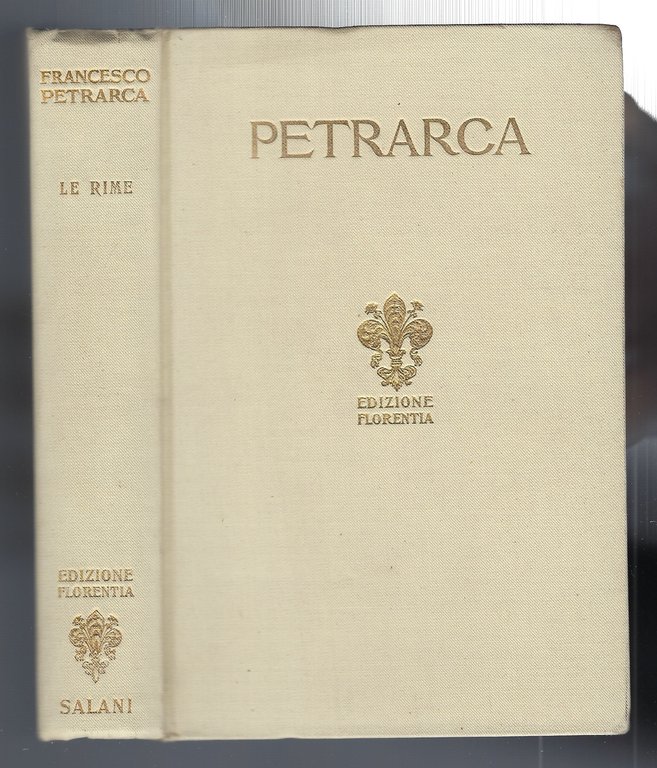 FRANCESCO
PETRARCA
LE RIME
EDIZIONE
FLORENTIA
SALANI
PETRARCA
EDIZIONE
FLORENTIA